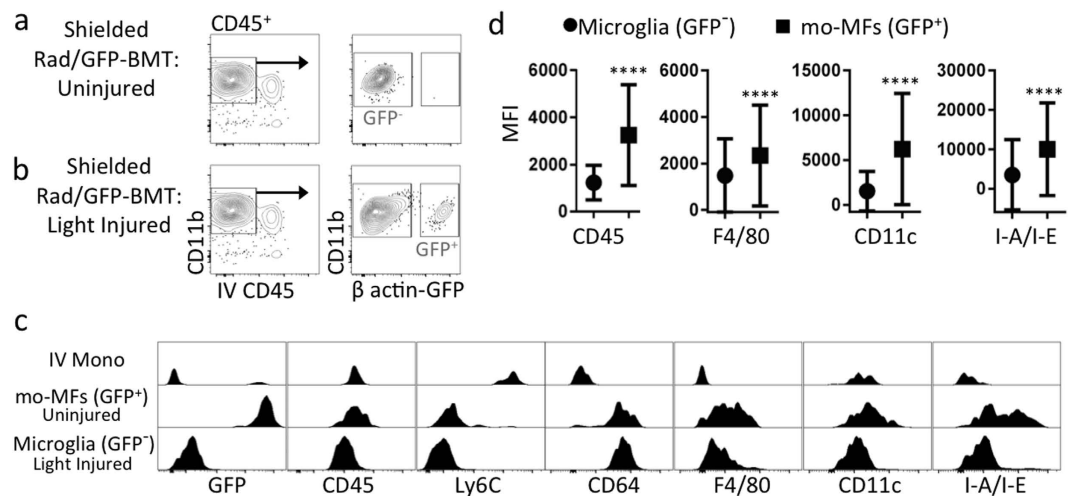 a
Shielded
Rad/GFP-BMT:
Uninjured
CD45+
GFP-
b
Shielded
Rad/GFP-BMT:
Light Injured
CD11b
CD11b
GFP+
IV CD45
β actin-GFP
d
Microglia (GFP-)
mo-MFs (GFP+)
MFI
6000
4000
2000
0
****
CD45
6000
4000
2000
0
****
F4/80
15000
10000
5000
0
****
CD11c
30000
20000
10000
0
****
I-A/I-E
c
IV Mono
mo-MFs (GFP+)
Uninjured
Microglia (GFP-)
Light Injured
GFP
CD45
Ly6C
CD64
F4/80
CD11c
I-A/I-E